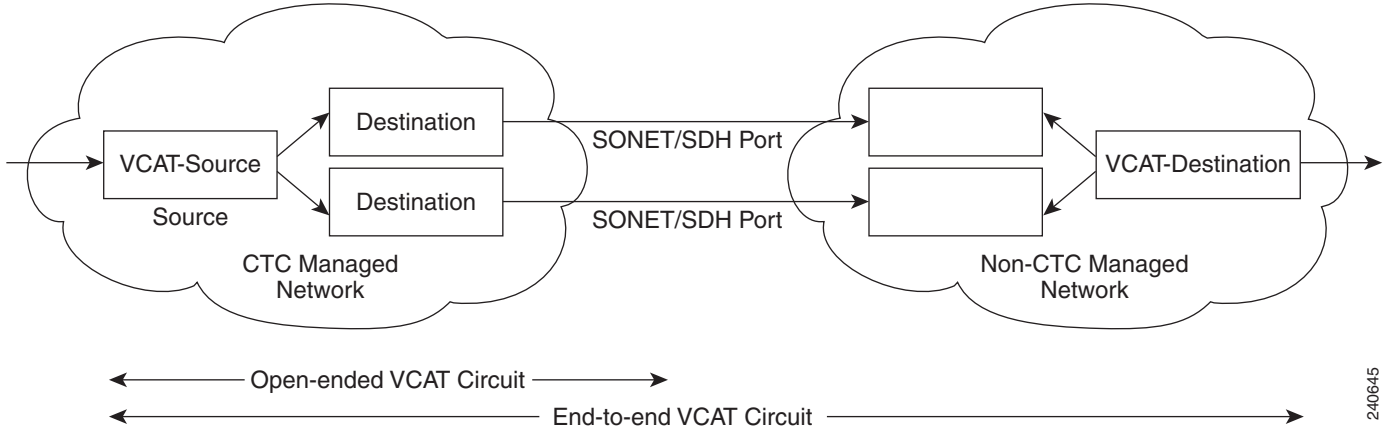 Destination
SONET/SDH Port
VCAT-Source
VCAT-Destination
Destination
Source
SONET/SDH Port
CTC Managed
Network
Non-CTC Managed
Network
Open-ended VCAT Circuit
End-to-end VCAT Circuit
240645